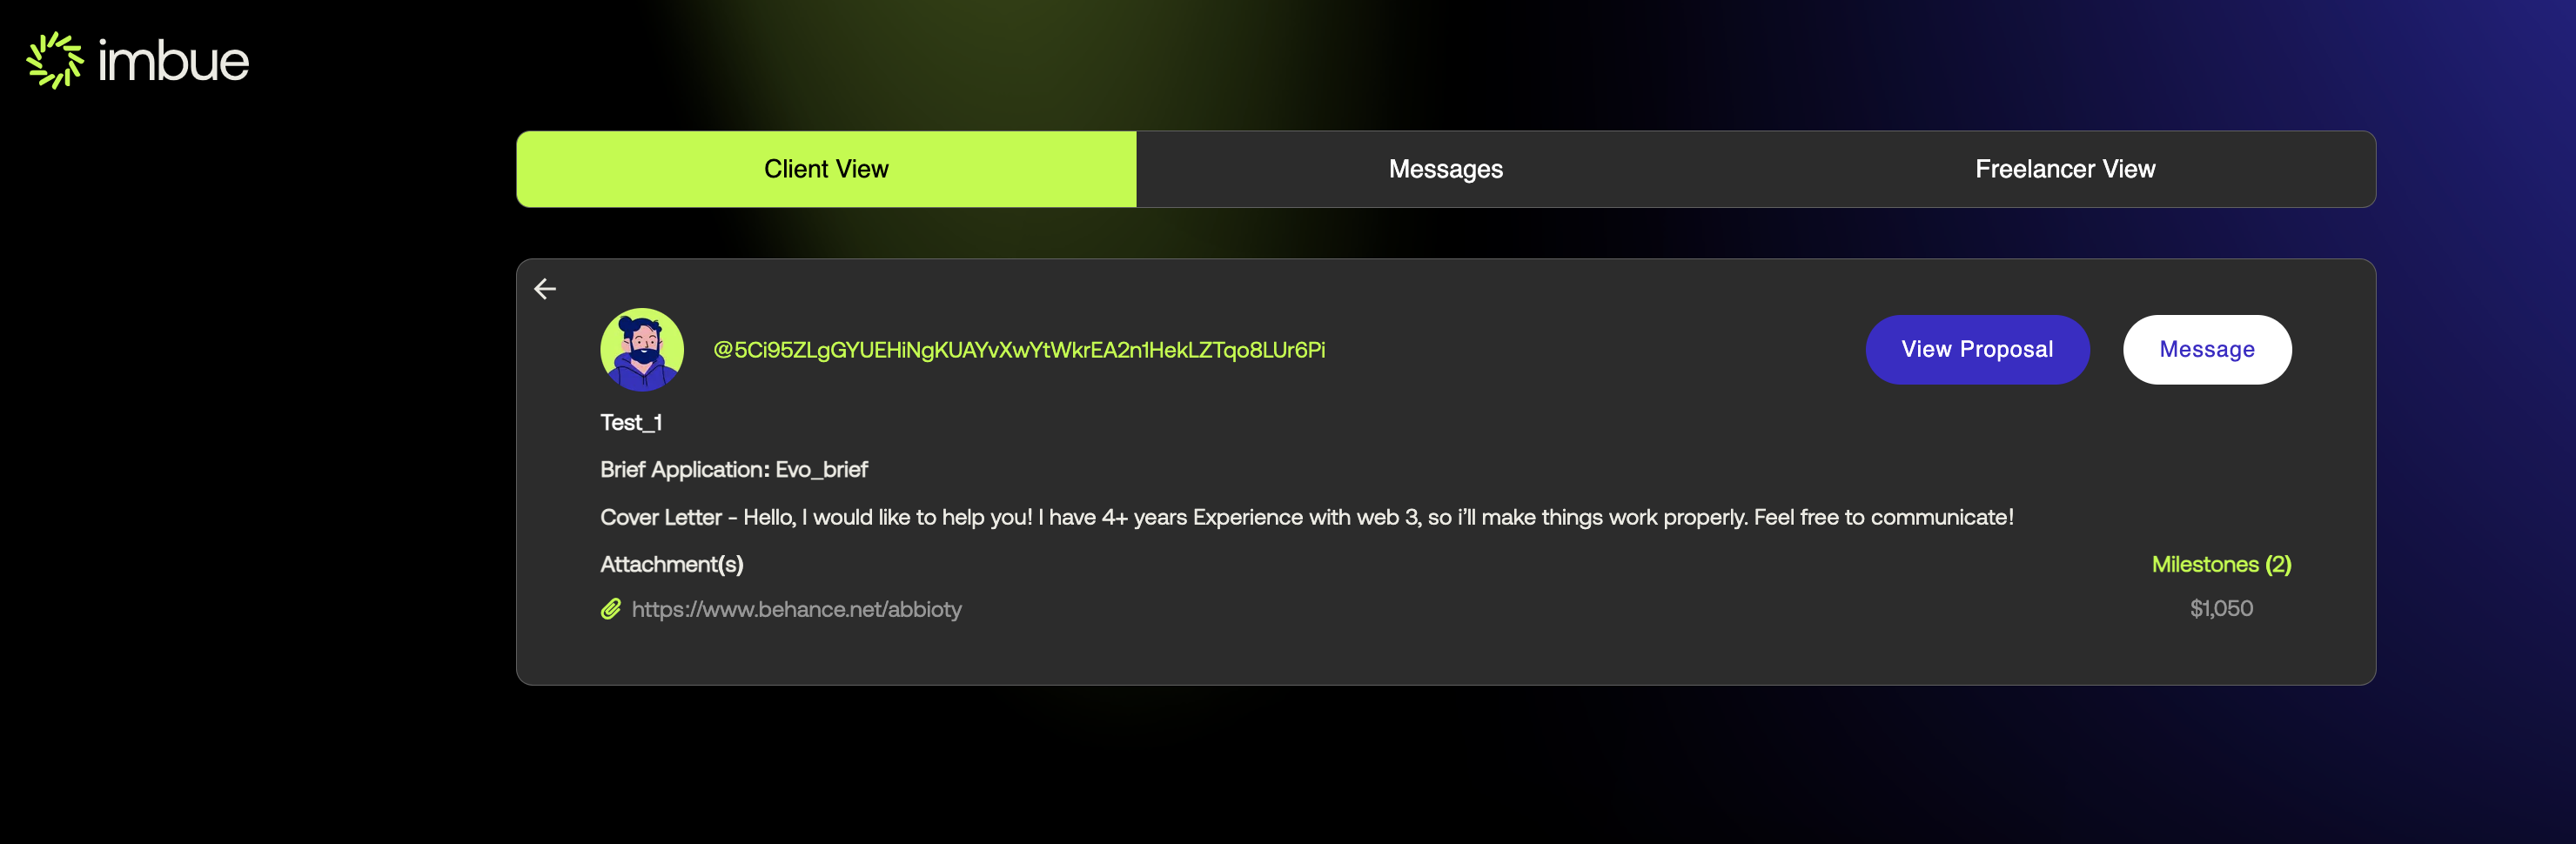 imbue
Client View
Messages
Freelancer View
@5Ci95ZLgGYUEHiNgKUAYvXwYtWkrEA2n1HekLZTqo8LUr6Pi
View Proposal
Message
Test_1
Brief Application: Evo_brief
Cover Letter - Hello, I would like to help you! I have 4+ years Experience with web 3, so i’ll make things work properly. Feel free to communicate!
Attachment(s)
Milestones (2)
https://www.behance.net/abbioty
$1,050